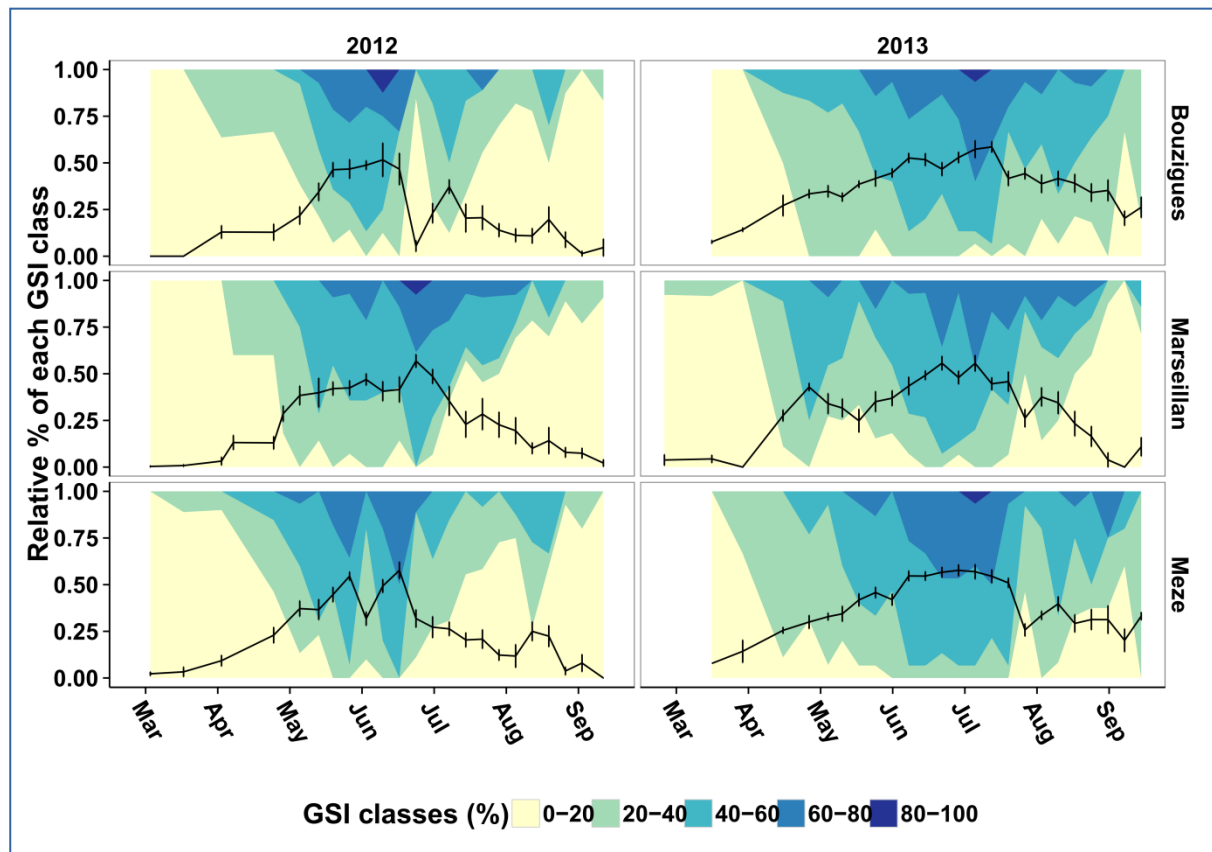 2012
2013
Relative % of each GSI class
1.00
0.75
0.50
0.25
0.00
Bouzigues
1.00
0.75
0.50
0.25
0.00
Marseillan
1.00
0.75
0.50
0.25
0.00
Meze
Mar
Apr
May
Jun
Jul
Aug
Sep
Mar
Apr
May
Jun
Jul
Aug
Sep
GSI classes (%) 0−20 20−40 40−60 60−80 80−100